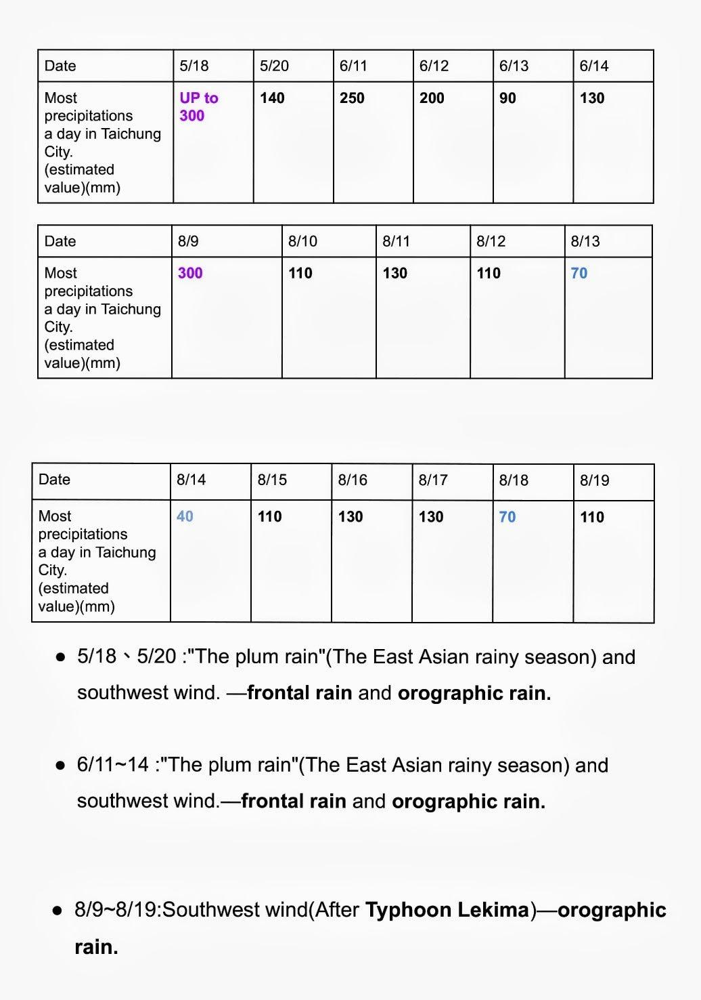 Date 5/18 5/20 6/11 6/12 6/13 6/14
Most UP to 140 250 200 90 130
precipitations 300
a day in Taichung
City.
(estimated
value)(mm)
Date 8/9 8/10 8/11 8/12 8/13
Most 300 110 130 110 70
precipitations
a day in Taichung
City.
(estimated
value)(mm)
Date 8/14 8/15 8/16 8/17 8/18 8/19
Most 40 110 130 130 70 110
precipitations
a day in Taichung
City.
(estimated
value)(mm)
● 5/18、5/20 :"The plum rain"(The East Asian rainy season) and
southwest wind. —frontal rain and orographic rain.
● 6/11~14 :"The plum rain"(The East Asian rainy season) and
southwest wind.—frontal rain and orographic rain.
● 8/9~8/19:Southwest wind(After Typhoon Lekima)—orographic
rain.